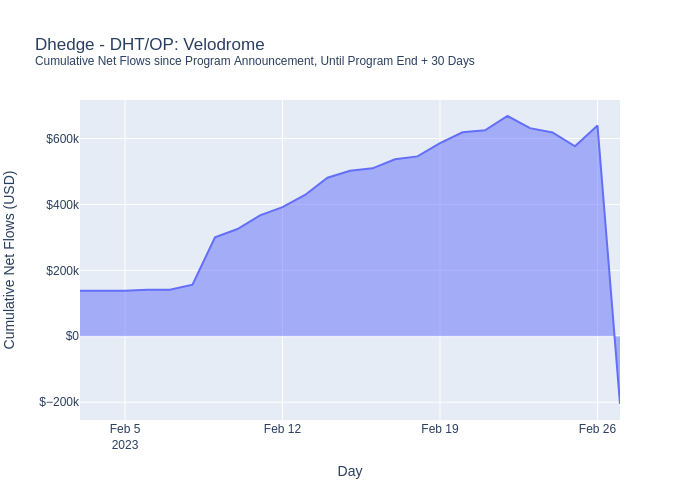 Dhedge - DHT/OP: Velodrome
Cumulative Net Flows since Program Announcement, Until Program End + 30 Days
Cumulative Net Flows (USD)
$600k
$400k
$200k
$0
$−200k
Feb 5
2023
Feb 12
Feb 19
Feb 26
Day